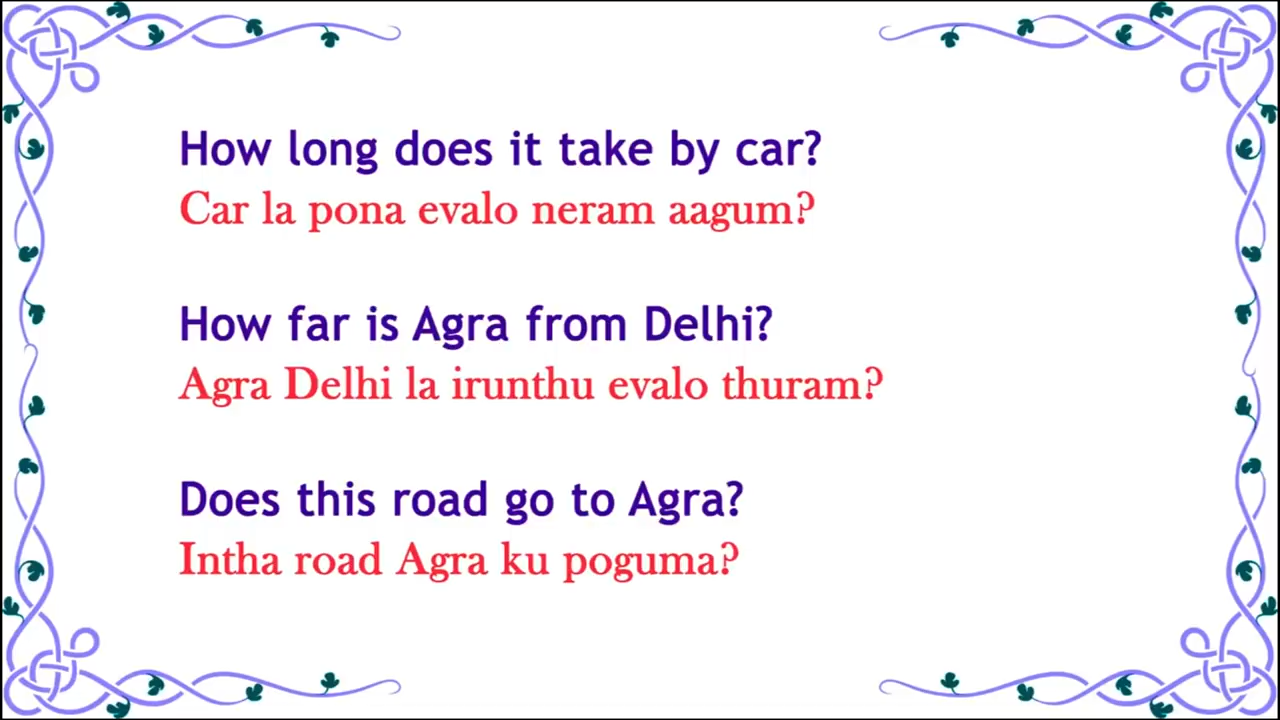 How long does it take by car?
Car la pona evalo neram aagum?
How far is Agra from Delhi?
Agra Delhi la irunthu evalo thuram?
Does this road go to Agra?
Intha road Agra ku poguma?